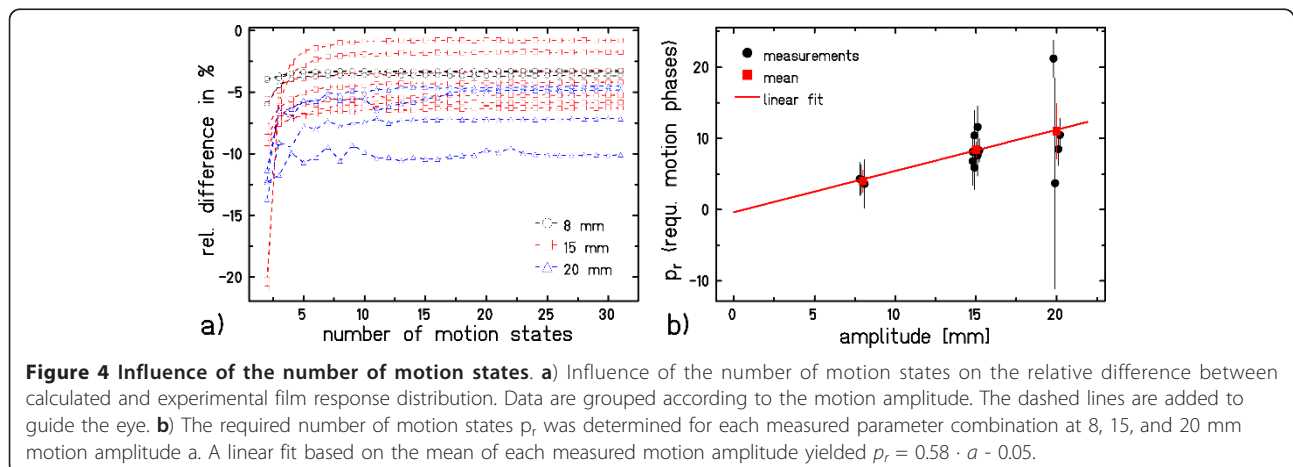 0
-5
-10
-15
-20
rel. difference in %
8 mm
15 mm
20 mm
5 10 15 20 25 30
number of motion states
a)
20
10
0
-10
p_r (requ. motion phases)
measurements
mean
linear fit
0 5 10 15 20
amplitude [mm]
b)
Figure 4 Influence of the number of motion states. a) Influence of the number of motion states on the relative difference between
calculated and experimental film response distribution. Data are grouped according to the motion amplitude. The dashed lines are added to
guide the eye. b) The required number of motion states p_r was determined for each measured parameter combination at 8, 15, and 20 mm
motion amplitude a. A linear fit based on the mean of each measured motion amplitude yielded p_r = 0.58 · a - 0.05.